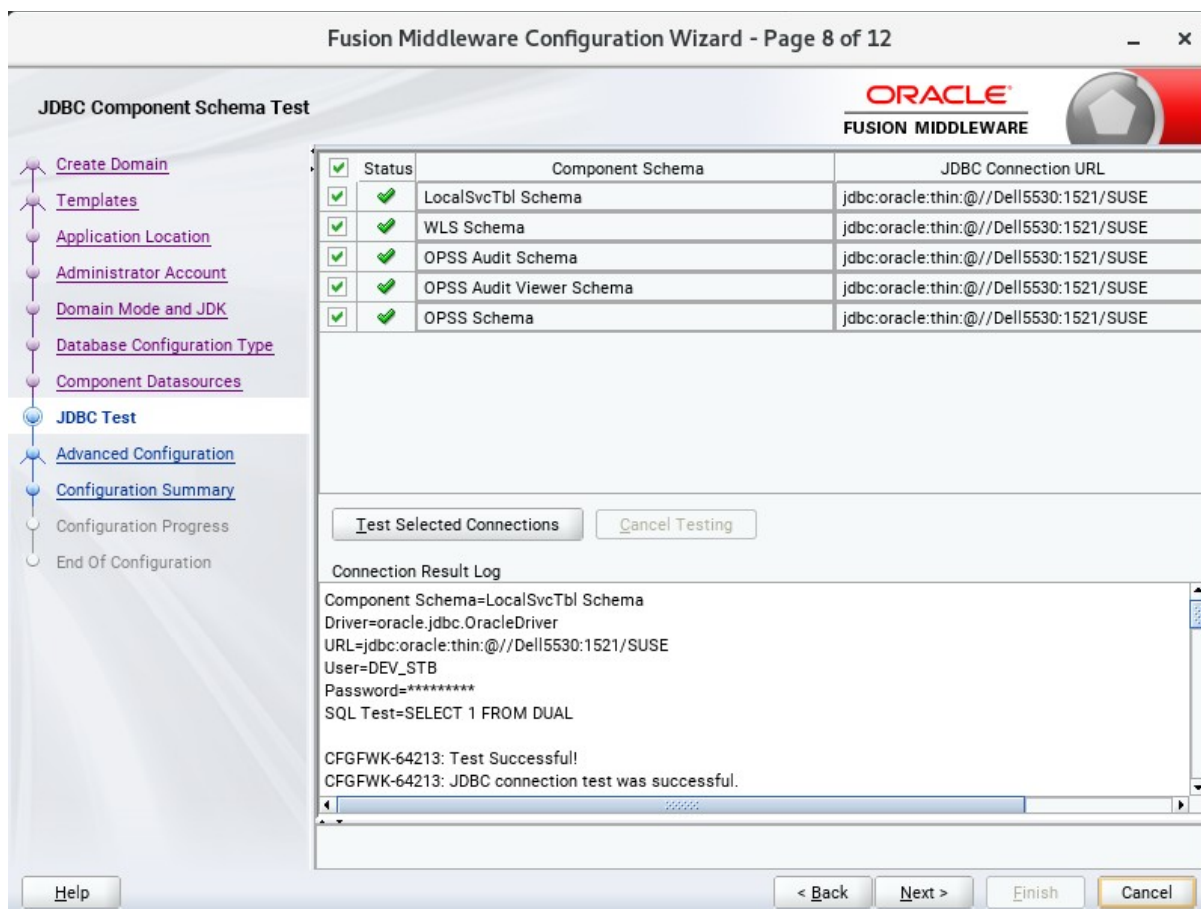 Fusion Middleware Configuration Wizard - Page 8 of 12
JDBC Component Schema Test
ORACLE
FUSION MIDDLEWARE
Create Domain
Templates
Application Location
Administrator Account
Domain Mode and JDK
Database Configuration Type
Component Datasources
JDBC Test
Advanced Configuration
Configuration Summary
Configuration Progress
End Of Configuration
Status Component Schema JDBC Connection URL
LocalSvcTbl Schema jdbc:oracle:thin:@//Dell5530:1521/SUSE
WLS Schema jdbc:oracle:thin:@//Dell5530:1521/SUSE
OPSS Audit Schema jdbc:oracle:thin:@//Dell5530:1521/SUSE
OPSS Audit Viewer Schema jdbc:oracle:thin:@//Dell5530:1521/SUSE
OPSS Schema jdbc:oracle:thin:@//Dell5530:1521/SUSE
Test Selected Connections Cancel Testing
Connection Result Log
Component Schema=LocalSvcTbl Schema
Driver=oracle.jdbc.OracleDriver
URL=jdbc:oracle:thin:@//Dell5530:1521/SUSE
User=DEV_STB
Password=*********
SQL Test=SELECT 1 FROM DUAL
CFGFWK-64213: Test Successful!
CFGFWK-64213: JDBC connection test was successful.
Help < Back Next > Finish Cancel